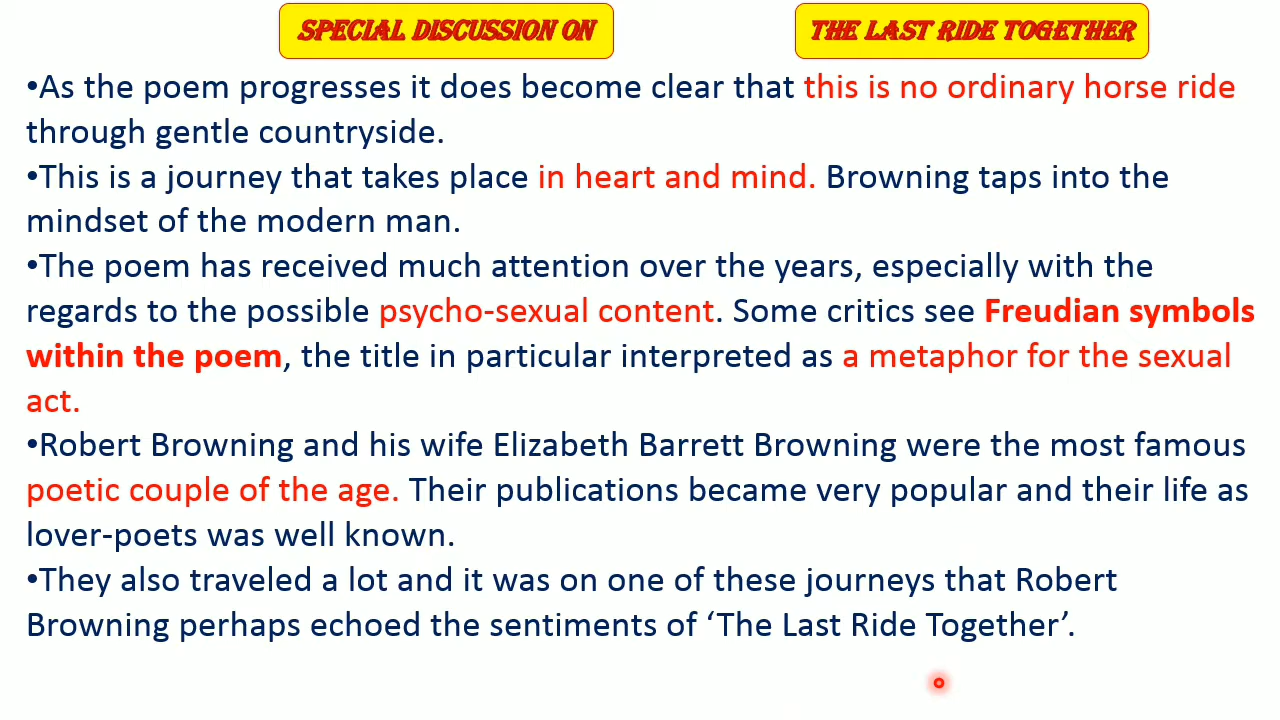 SPECIAL DISCUSSION ON
THE LAST RIDE TOGETHER
•As the poem progresses it does become clear that this is no ordinary horse ride
through gentle countryside.
•This is a journey that takes place in heart and mind. Browning taps into the
mindset of the modern man.
•The poem has received much attention over the years, especially with the
regards to the possible psycho-sexual content. Some critics see Freudian symbols
within the poem, the title in particular interpreted as a metaphor for the sexual
act.
•Robert Browning and his wife Elizabeth Barrett Browning were the most famous
poetic couple of the age. Their publications became very popular and their life as
lover-poets was well known.
•They also traveled a lot and it was on one of these journeys that Robert
Browning perhaps echoed the sentiments of ‘The Last Ride Together’.